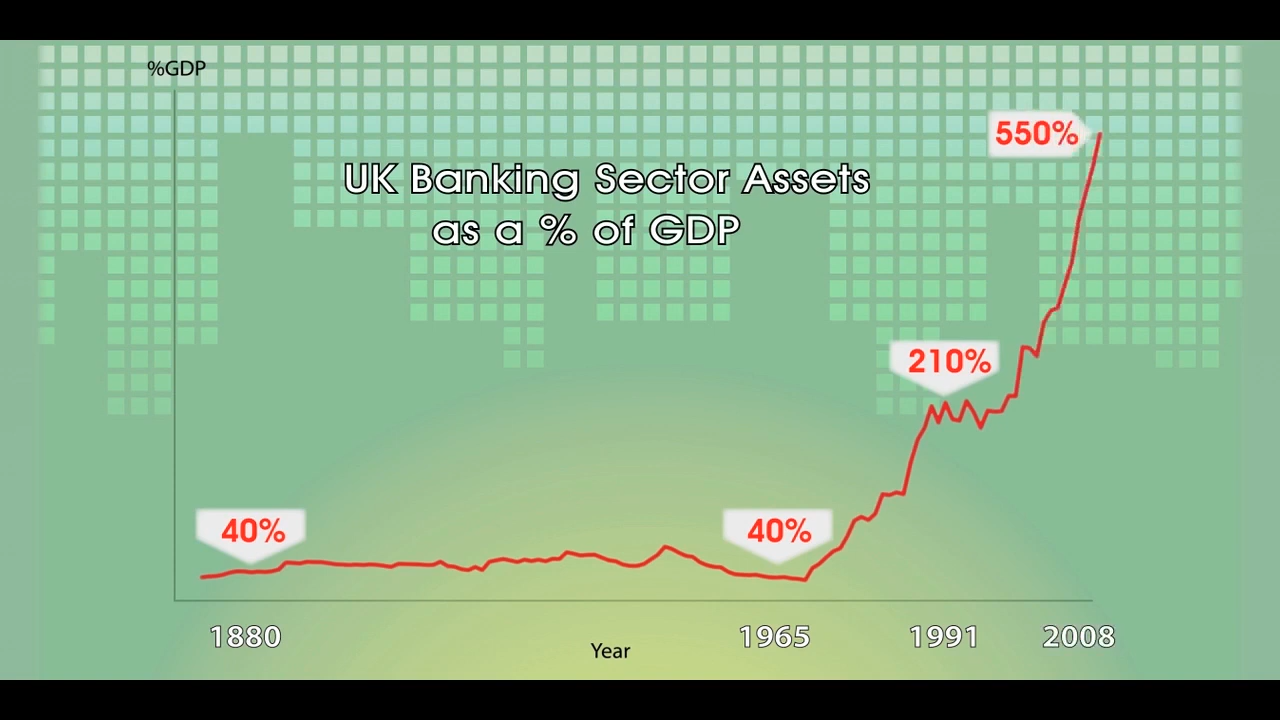 %GDP
550%
UK Banking Sector Assets
as a % of GDP
210%
40%
40%
1880
1965
1991
2008
Year